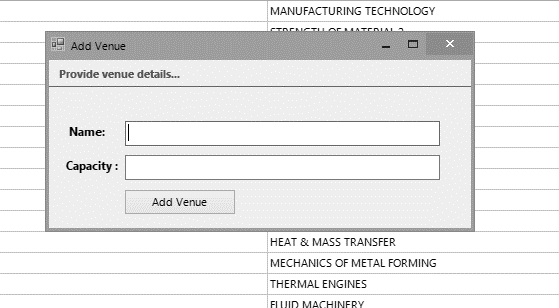 MANUFACTURING TECHNOLOGY
STRENGTH OF MATERIAL 2
Add Venue
Provide venue details...
Name:
Capacity :
Add Venue
HEAT & MASS TRANSFER
MECHANICS OF METAL FORMING
THERMAL ENGINES
FLUID MACHINERY